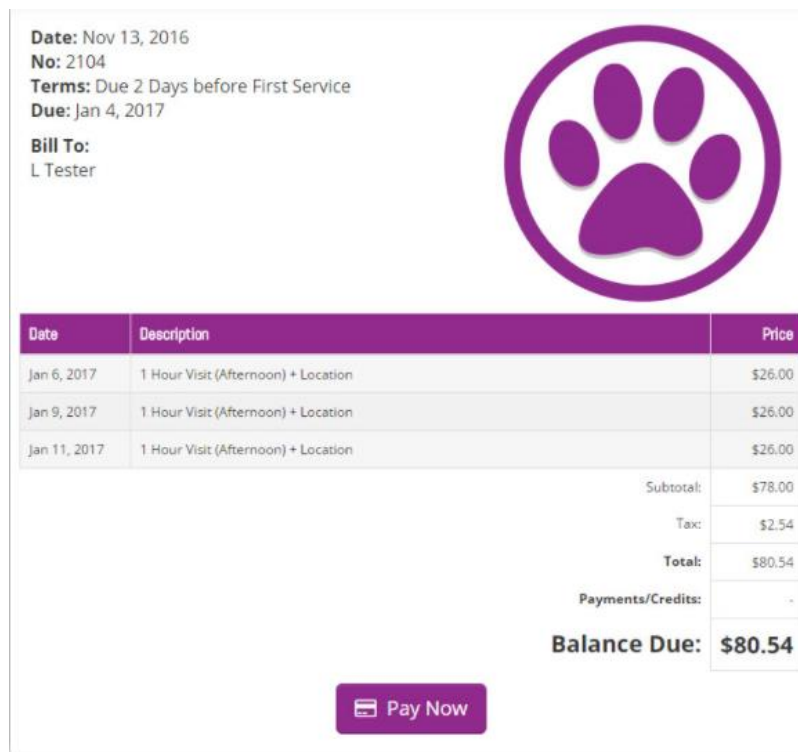 Date: Nov 13, 2016
No: 2104
Terms: Due 2 Days before First Service
Due: Jan 4, 2017
Bill To:
L Tester
Date Description Price
Jan 6, 2017 1 Hour Visit (Afternoon) + Location $26.00
Jan 9, 2017 1 Hour Visit (Afternoon) + Location $26.00
Jan 11, 2017 1 Hour Visit (Afternoon) + Location $26.00
Subtotal: $78.00
Tax: $2.54
Total: $80.54
Payments/Credits: -
Balance Due: $80.54
Pay Now